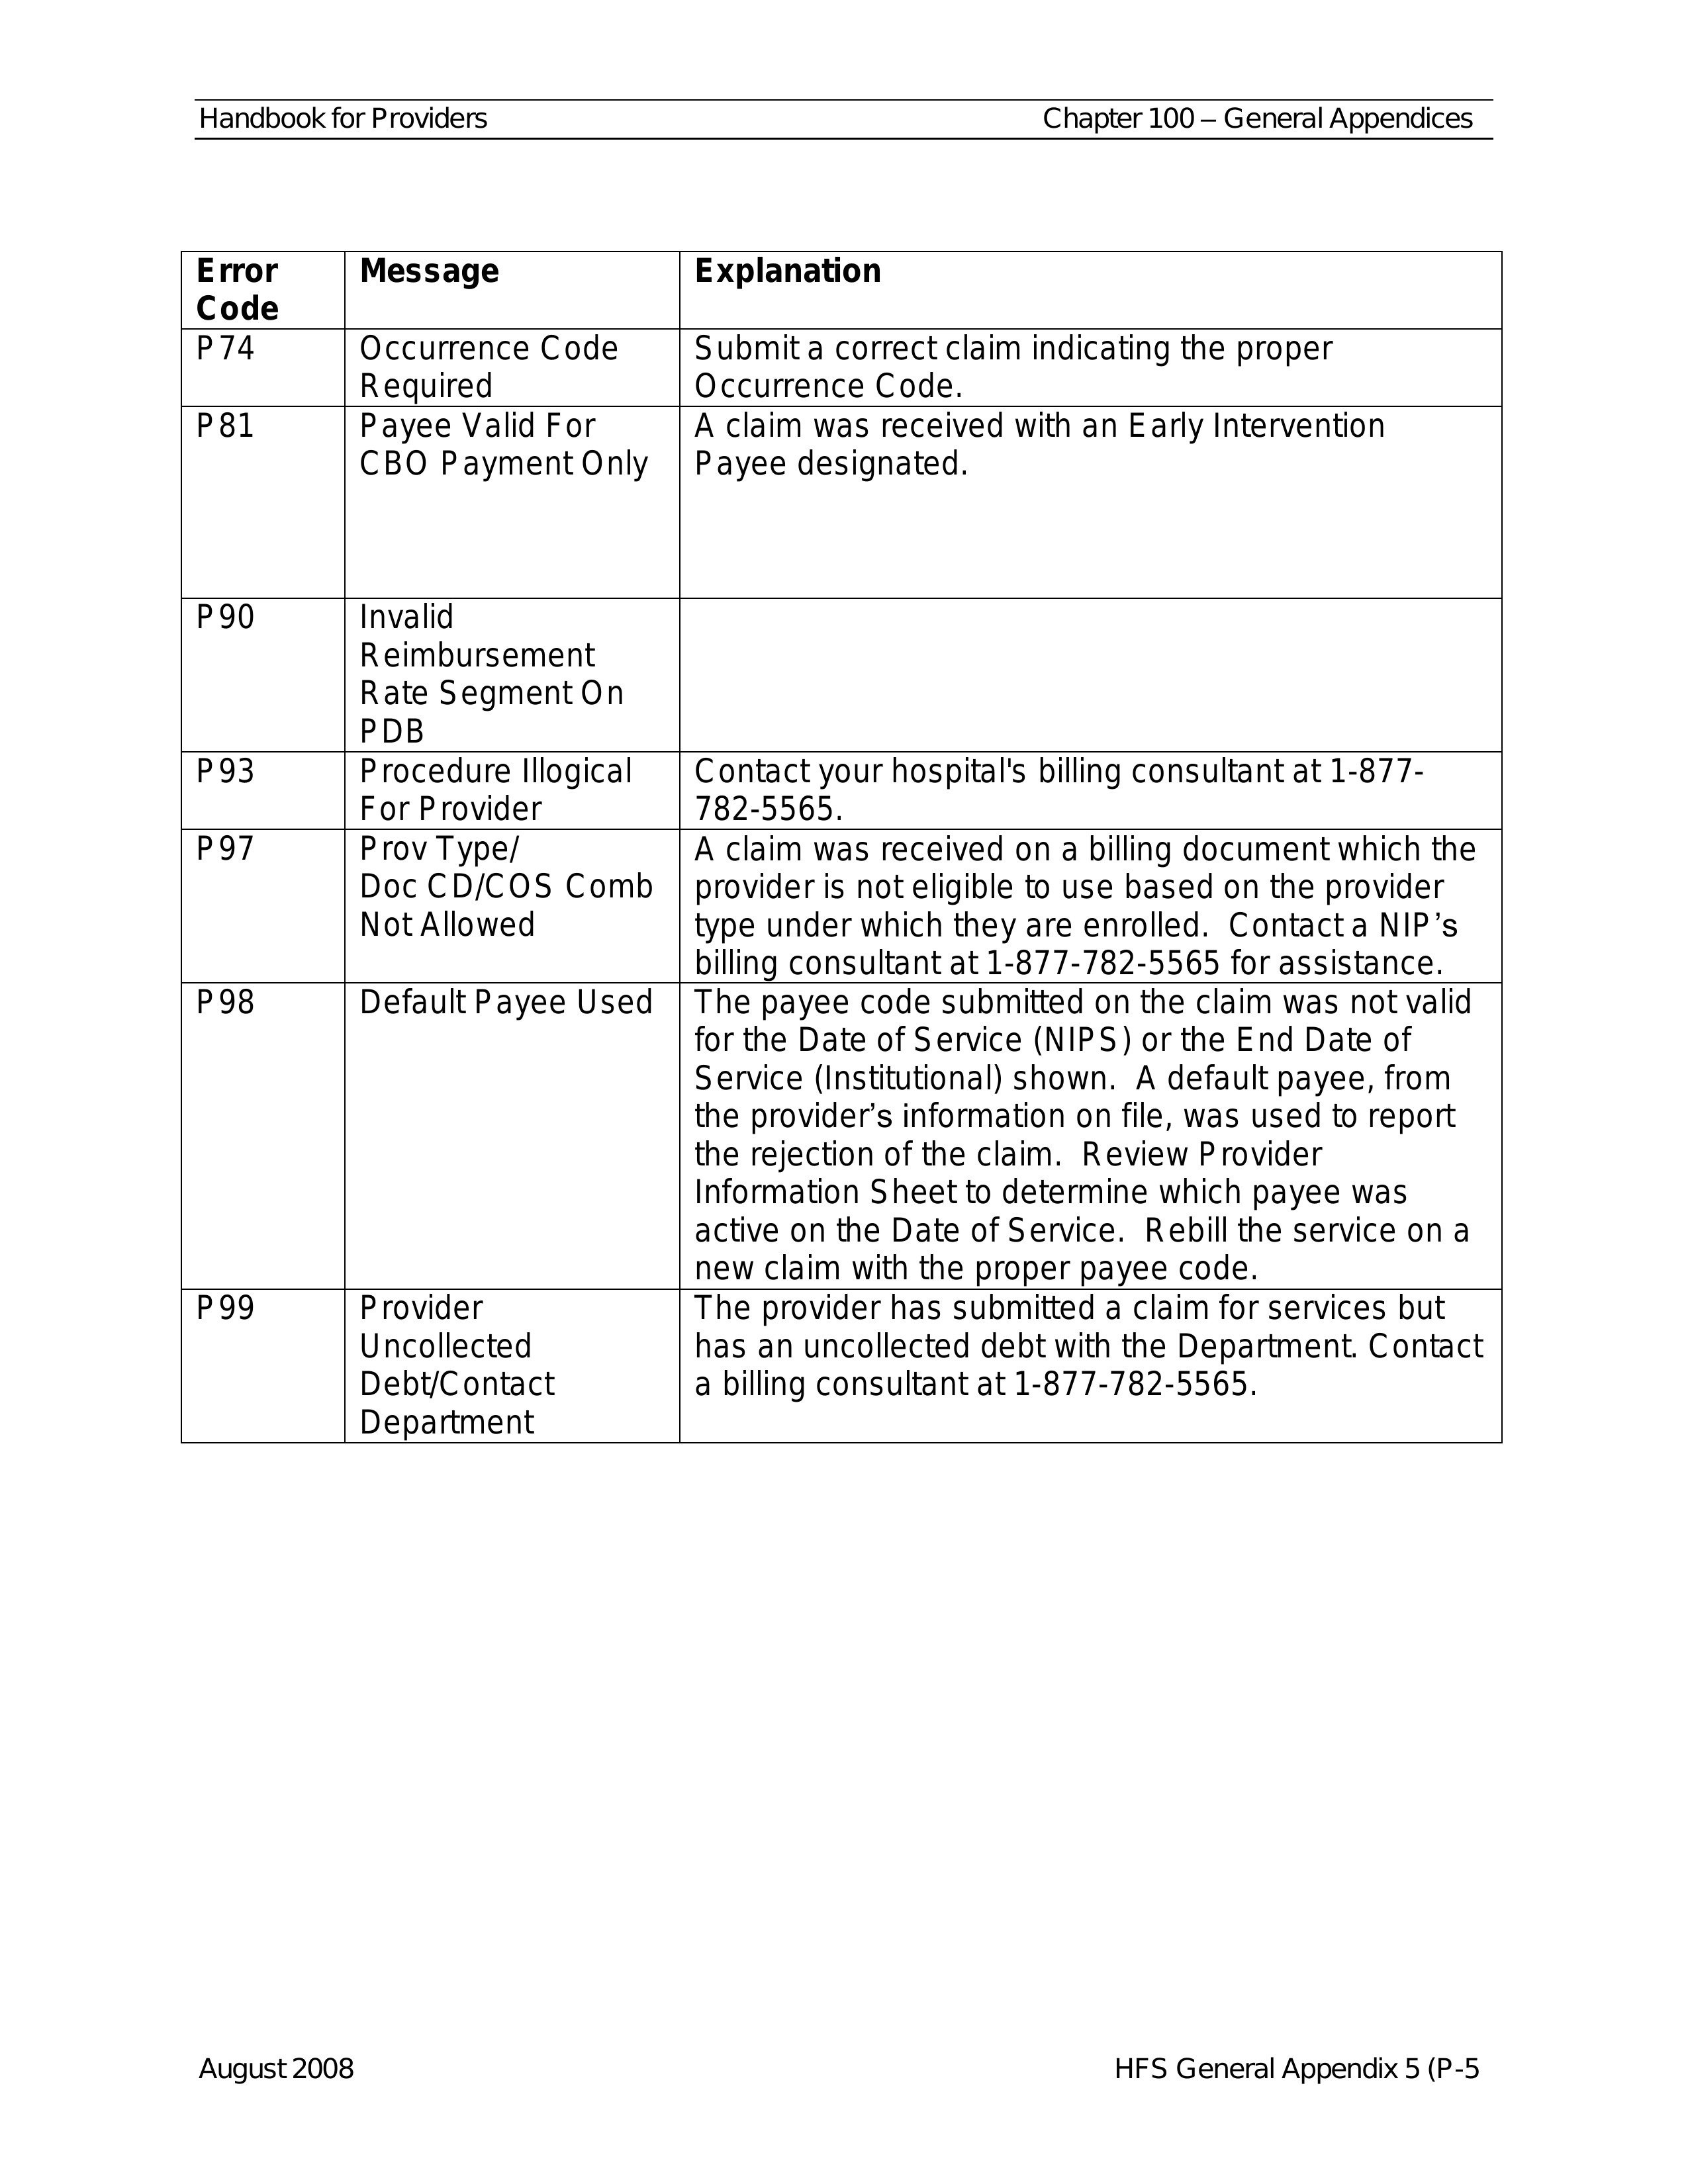 Handbook for Providers Chapter 100 – General Appendices
Error Code Message Explanation
P74 Occurrence Code Required Submit a correct claim indicating the proper
Occurrence Code.
P81 Payee Valid For CBO Payment Only A claim was received with an Early Intervention
Payee designated.
P90 Invalid
Reimbursement
Rate Segment On
PDB
P93 Procedure Illogical For Provider Contact your hospital's billing consultant at 1-877-
782-5565.
P97 Prov Type/
Doc CD/COS Comb
Not Allowed
A claim was received on a billing document which the
provider is not eligible to use based on the provider
type under which they are enrolled.  Contact a NIP’s
billing consultant at 1-877-782-5565 for assistance.
P98 Default Payee Used
The payee code submitted on the claim was not valid
for the Date of Service (NIPS) or the End Date of
Service (Institutional) shown.  A default payee, from
the provider’s information on file, was used to report
the rejection of the claim.  Review Provider
Information Sheet to determine which payee was
active on the Date of Service.  Rebill the service on a
new claim with the proper payee code.
P99 Provider
Uncollected
Debt/Contact
Department
The provider has submitted a claim for services but
has an uncollected debt with the Department. Contact
a billing consultant at 1-877-782-5565.
August 2008 HFS General Appendix 5 (P-5